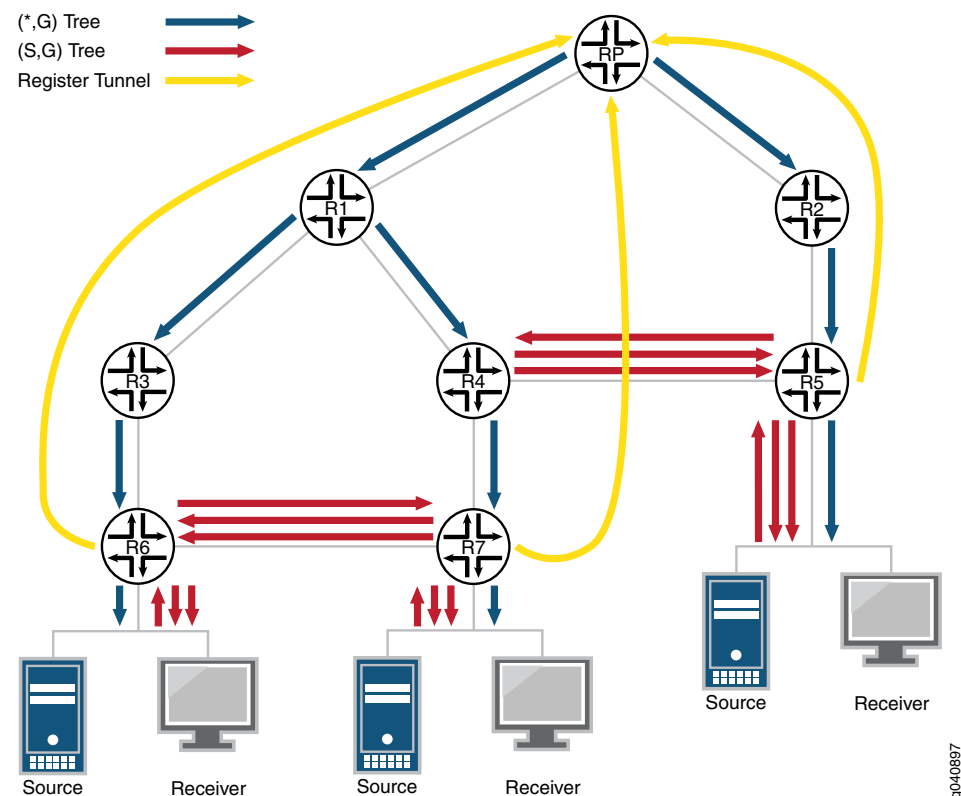 (*,G) Tree
(S,G) Tree
Register Tunnel
RP
R1
R2
R3
R4
R5
R6
R7
Source
Receiver
Source
Receiver
Source
Receiver
g040897